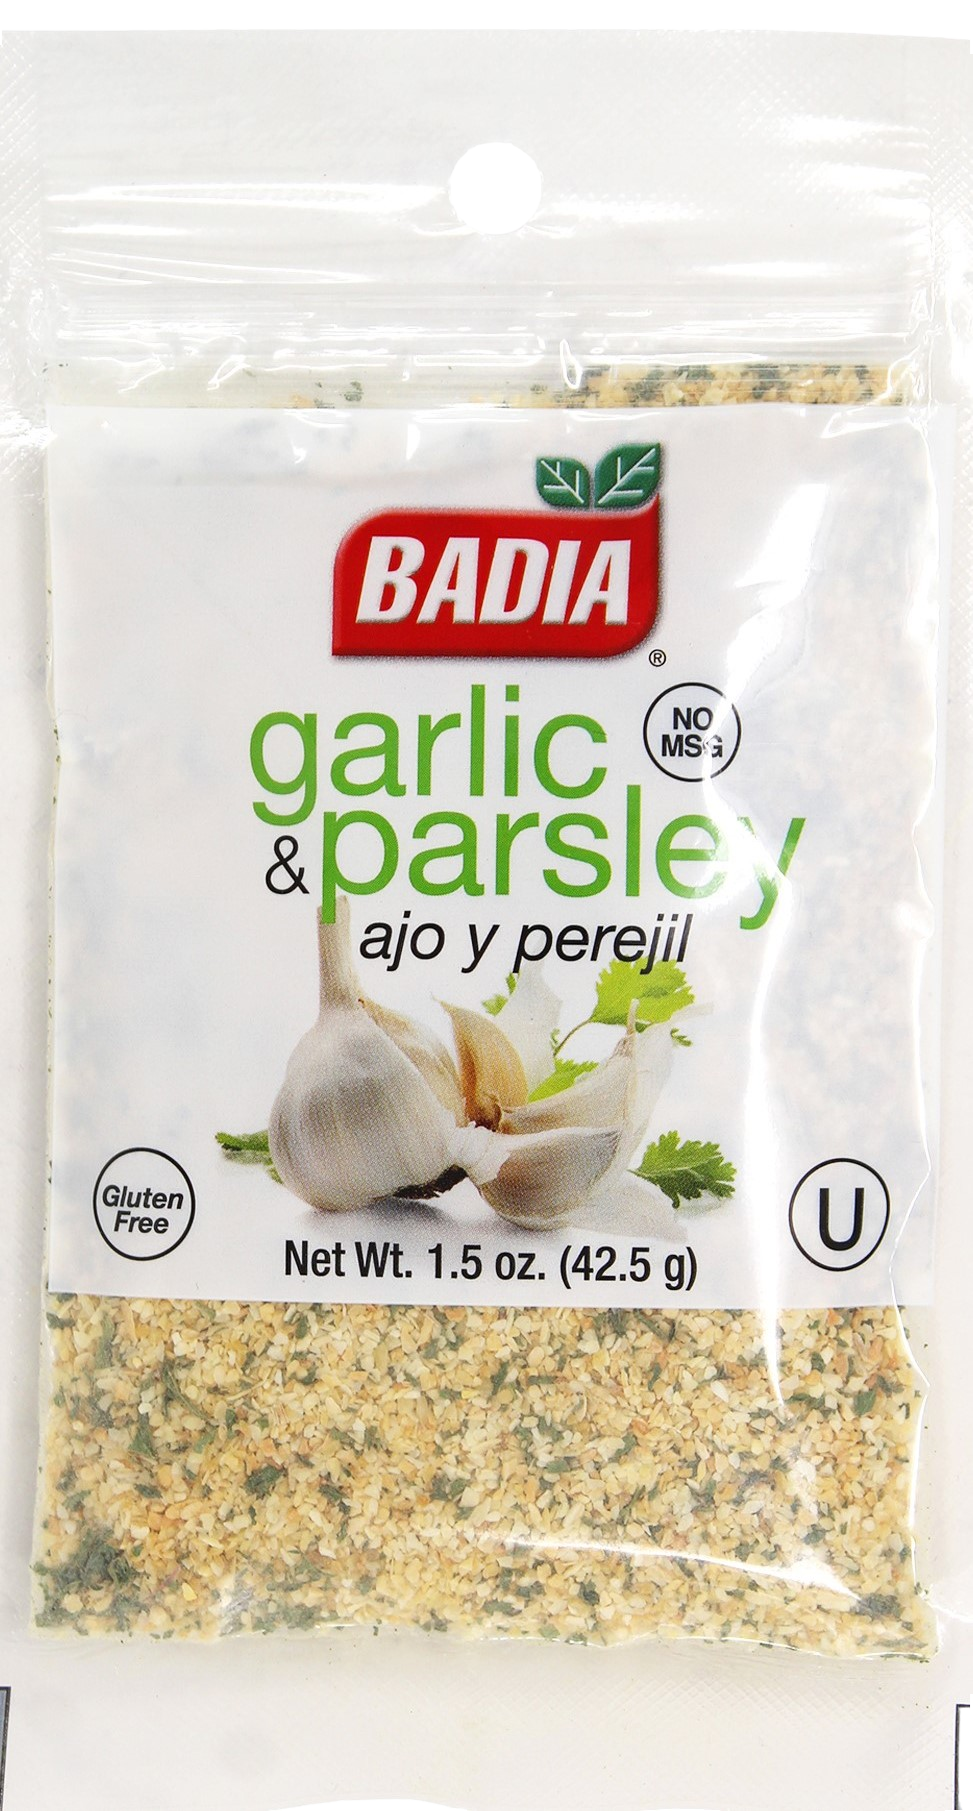 BADIA
®
garlic
NO
MSG
&parsley
ajo y perejil
Gluten
Free
U
Net Wt. 1.5 oz. (42.5 g)